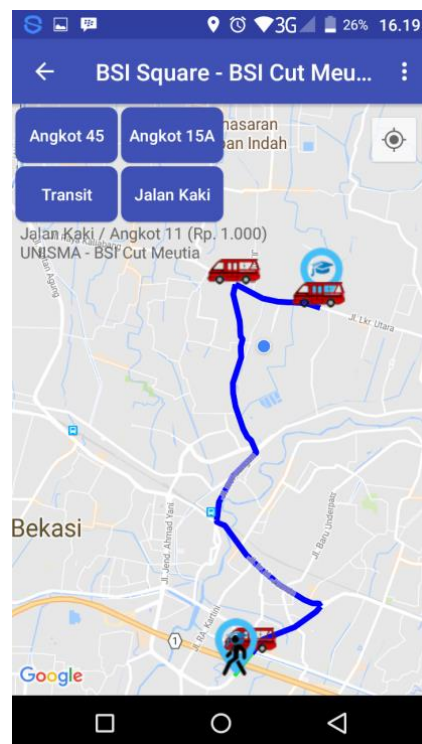 3G 26% 16.19
BSI Square - BSI Cut Meu...
Angkot 45
Angkot 15A
Transit
Jalan Kaki
Jalan Kaki / Angkot 11 (Rp. 1.000)
UNISMA - BSI Cut Meutia
Jl. Lkr. Utara
Bekasi
Jl. Jend. Ahmad Yani
Jl. Baru Underpass
Jl. RA. Kartini
1
Google